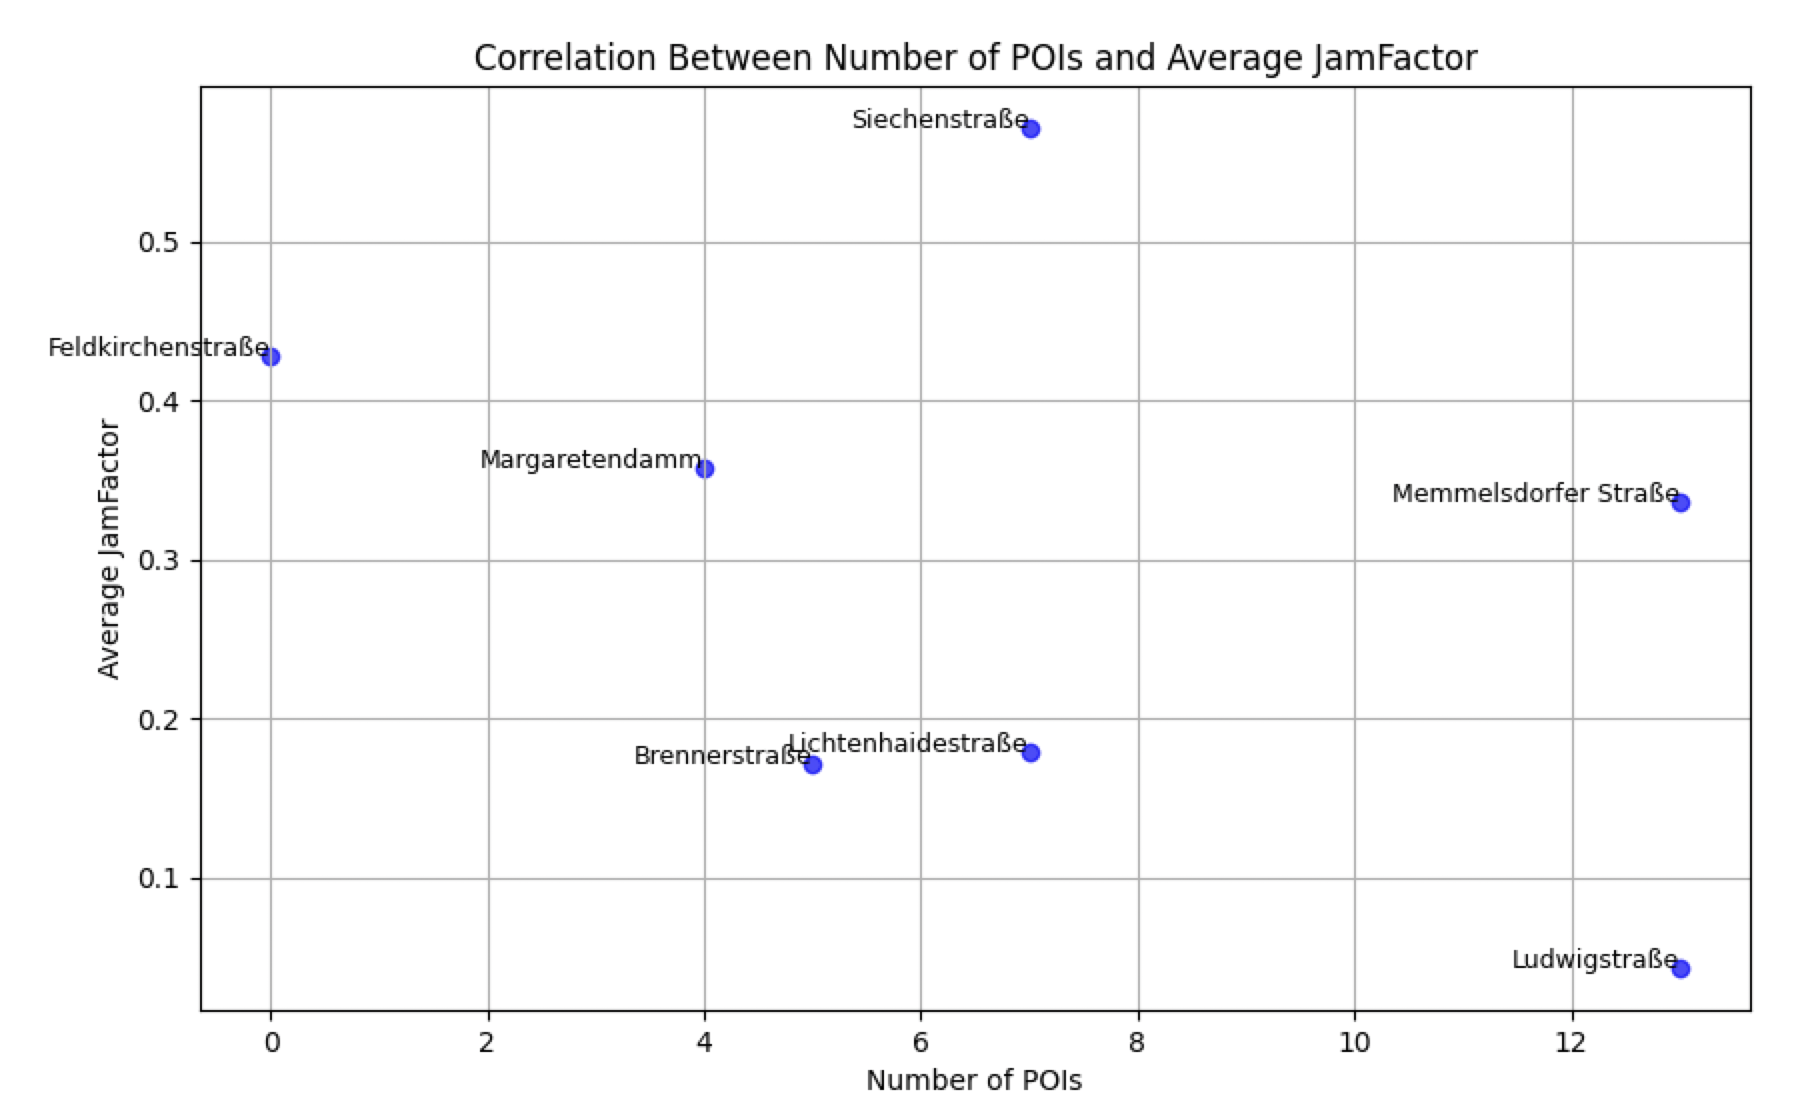 Correlation Between Number of POIs and Average JamFactor
Siechenstraße
0.5
Feldkirchenstraße
0.4
Margaretendamm
Memmelsdorfer Straße
0.3
0.2
Lichtenhaidestraße
Brennerstraße
0.1
Ludwigstraße
Average JamFactor
0 2 4 6 8 10 12
Number of POIs